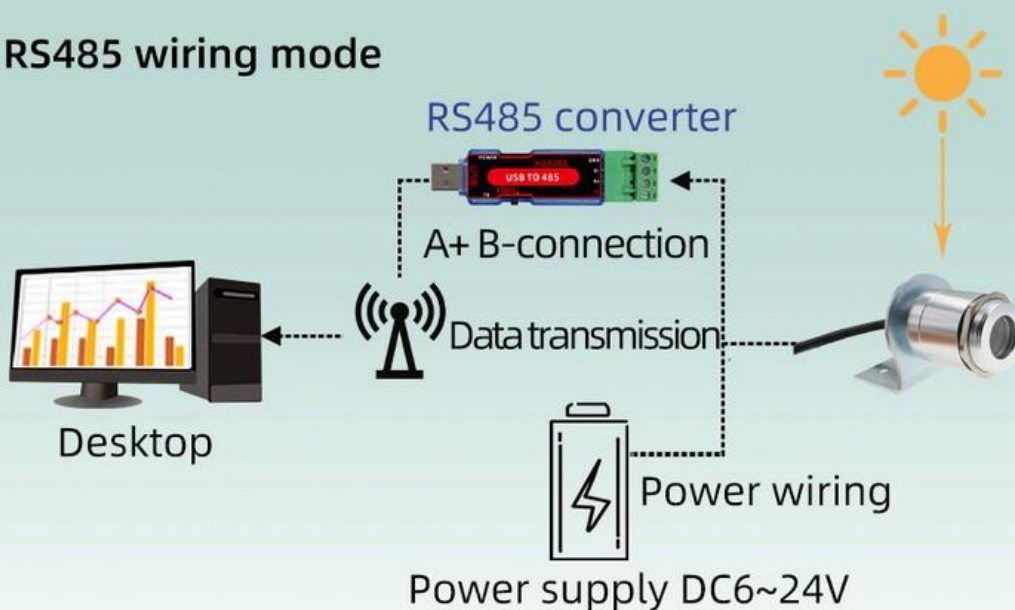 RS485 wiring mode
RS485 converter
USB TO 485
A+ B-connection
Data transmission
Desktop
Power wiring
Power supply DC6~24V